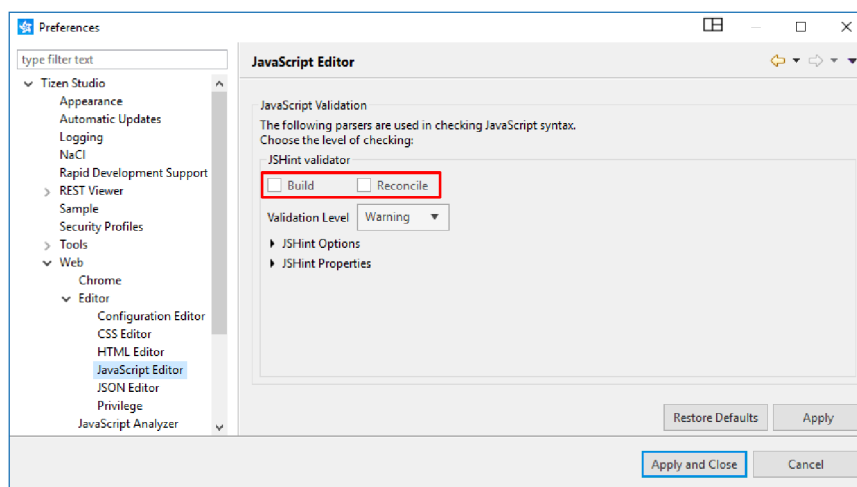 Preferences
type filter text
Tizen Studio
Appearance
Automatic Updates
Logging
NaCl
Rapid Development Support
REST Viewer
Sample
Security Profiles
Tools
Web
Chrome
Editor
Configuration Editor
CSS Editor
HTML Editor
JavaScript Editor
JSON Editor
Privilege
JavaScript Analyzer
JavaScript Editor
JavaScript Validation
The following parsers are used in checking JavaScript syntax.
Choose the level of checking:
JSHint validator
Build Reconcile
Validation Level Warning
JSHint Options
JSHint Properties
Restore Defaults Apply
Apply and Close Cancel